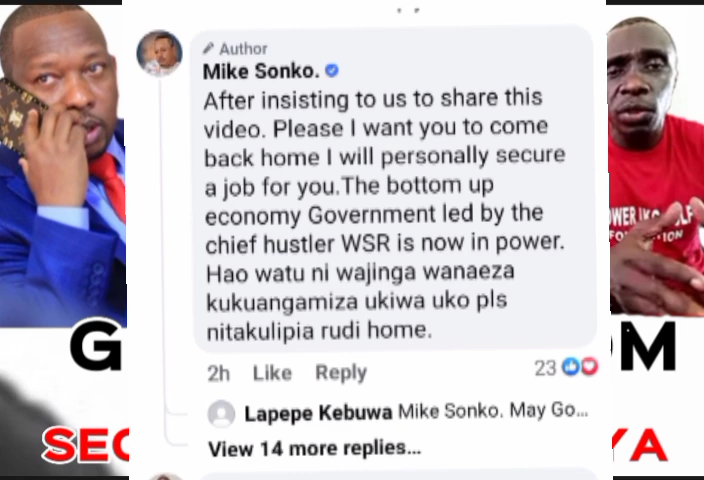 Author
Mike Sonko.
After insisting to us to share this
video. Please I want you to come
back home I will personally secure
a job for you.The bottom up
economy Government led by the
chief hustler WSR is now in power.
Hao watu ni wajinga wanaeza
kukuangamiza ukiwa uko pls
nitakulipia rudi home.
2h Like Reply 23
Lapepe Kebuwa Mike Sonko. May Go...
View 14 more replies...
G
OM
SEC
YA